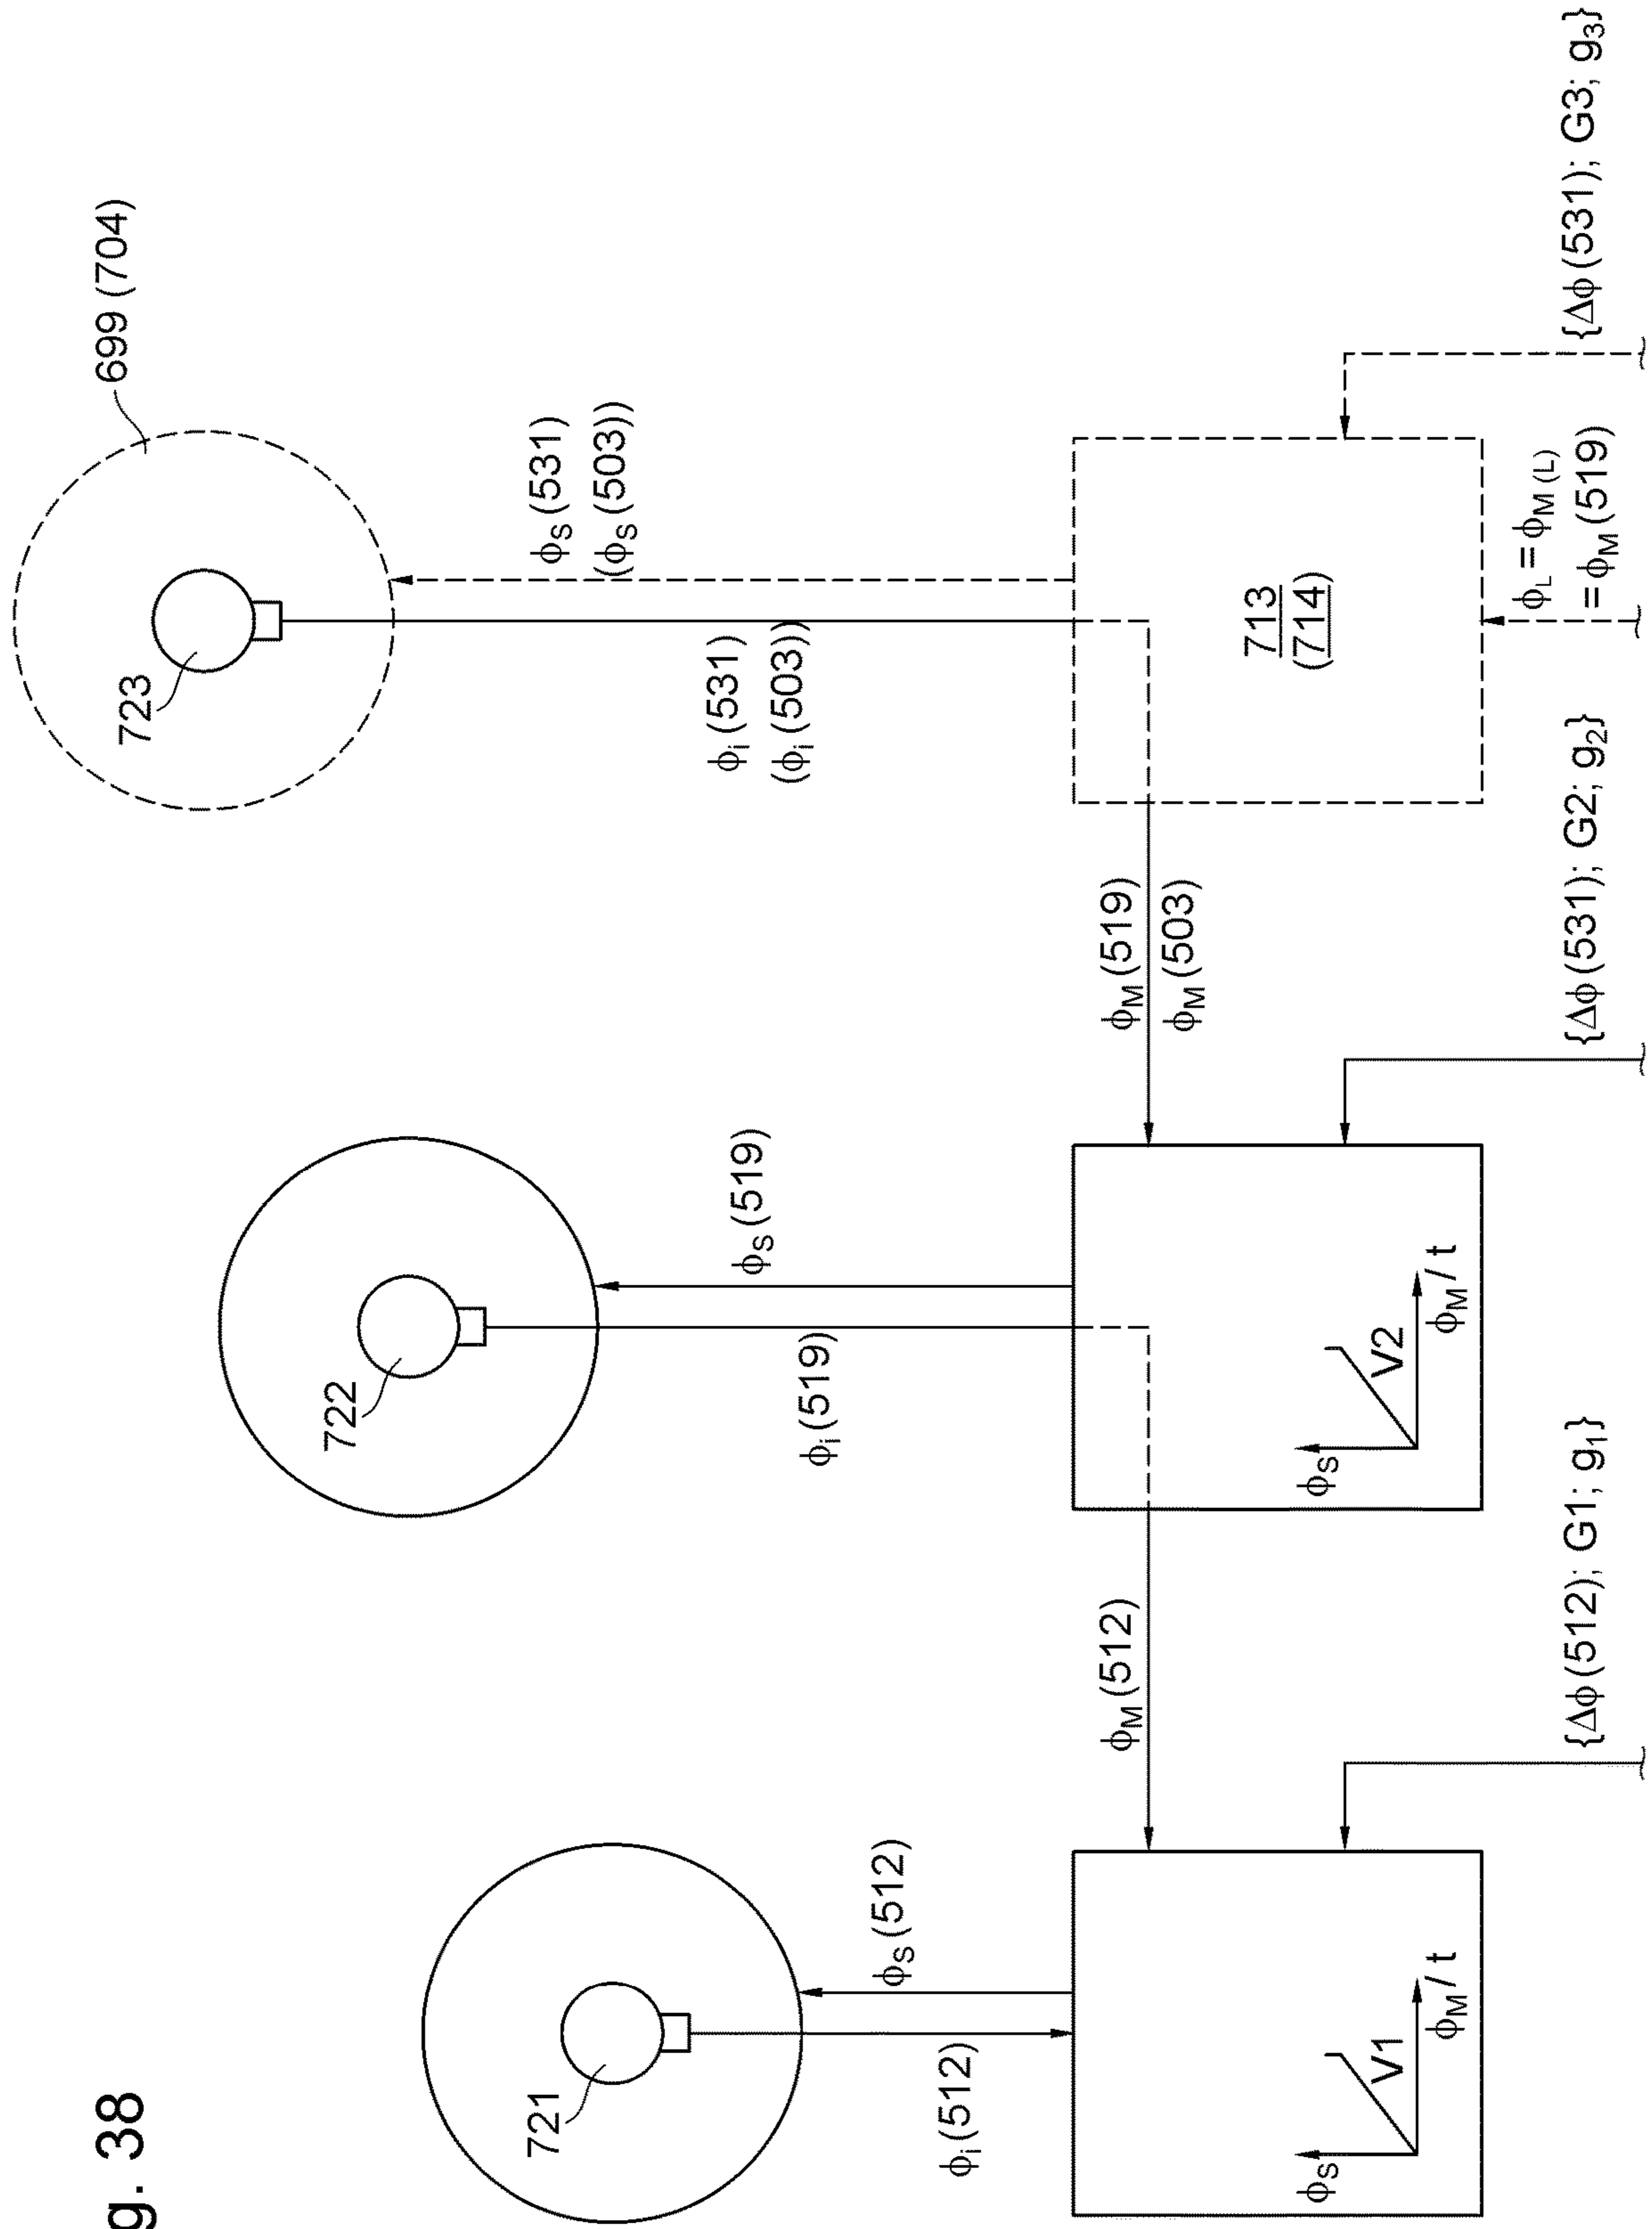 g. 38
721
ϕi (512)
ϕS (512)
ϕS
V1
ϕM / t
{Δϕ (512); G1; g1}
ϕM (512)
722
ϕi (519)
ϕS (519)
ϕS
V2
ϕM / t
{Δϕ (531); G2; g2}
ϕM (519)
ϕM (503)
699 (704)
723
ϕi (531)
(ϕi (503))
ϕS (531)
(ϕS (503))
713
(714)
ϕL = ϕM (L)
= ϕM (519)
{Δϕ (531); G3; g3}